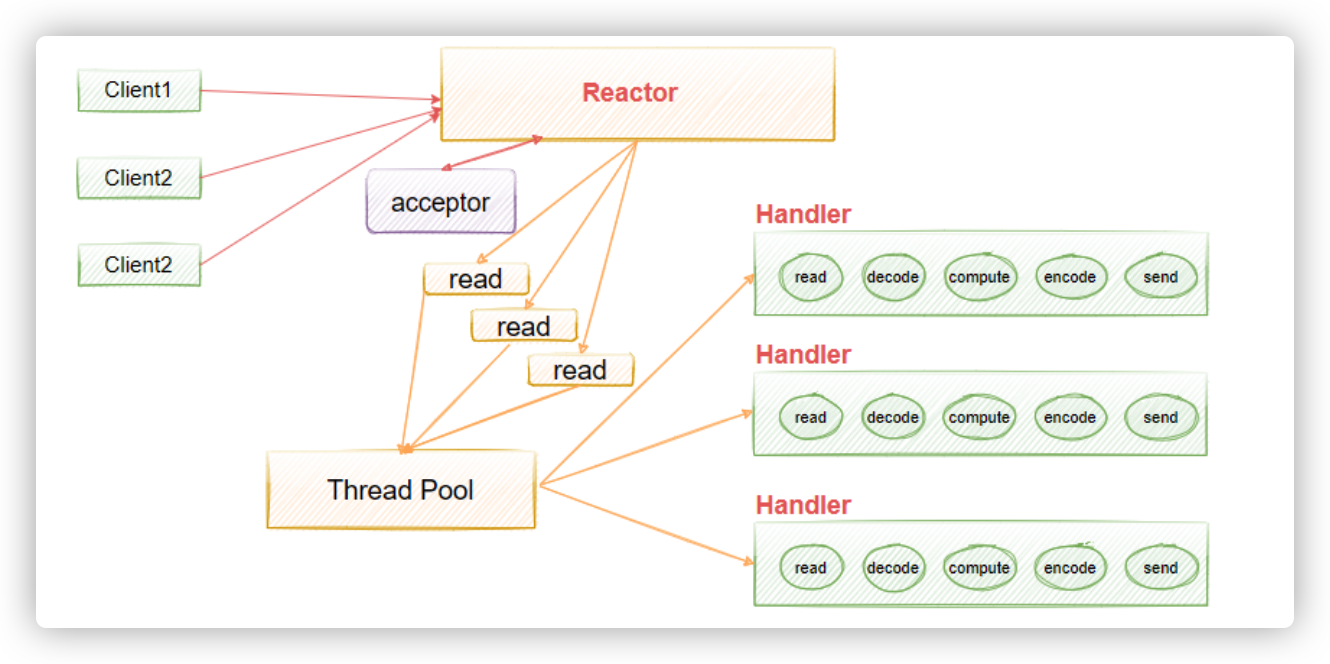 Client1
Client2
Client2
Reactor
acceptor
read
read
read
Thread Pool
Handler
read decode compute encode send
Handler
read decode compute encode send
Handler
read decode compute encode send